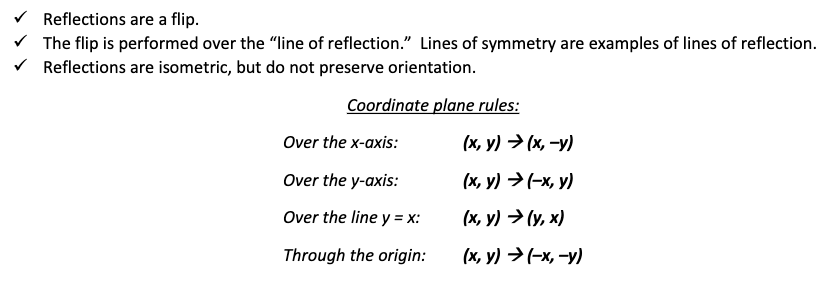 ✓ Reflections are a flip.
✓ The flip is performed over the “line of reflection.” Lines of symmetry are examples of lines of reflection.
✓ Reflections are isometric, but do not preserve orientation.
Coordinate plane rules:
Over the x-axis: (x, y) → (x, –y)
Over the y-axis: (x, y) → (–x, y)
Over the line y = x: (x, y) → (y, x)
Through the origin: (x, y) → (–x, –y)